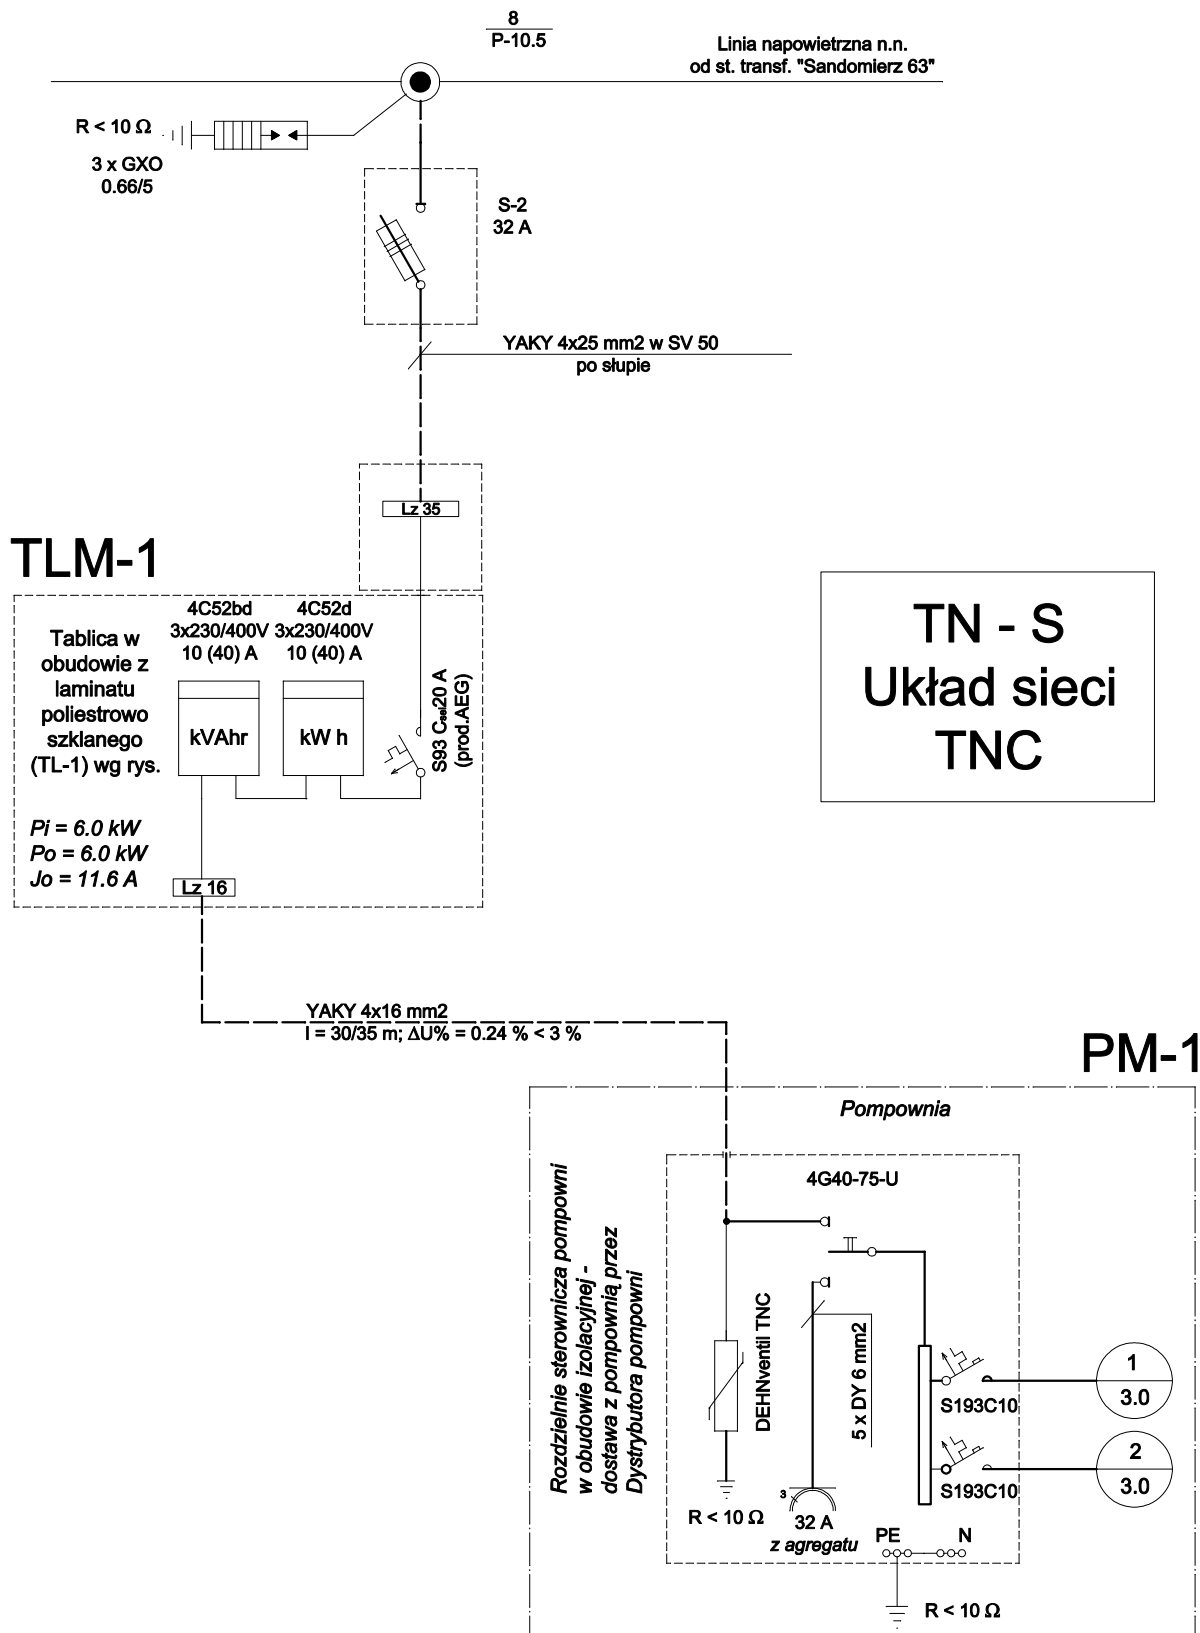 8
P-10.5
Linia napowietrzna n.n.
od st. transf. "Sandomierz 63"
R < 10 Ω
3 x GXO
0.66/5
S-2
32 A
YAKY 4x25 mm2 w SV 50
po słupie
Lz 35
TLM-1
Tablica w
obudowie z
laminatu
poliestrowo
szklanego
(TL-1) wg rys.
4C52bd
3x230/400V
10 (40) A
4C52d
3x230/400V
10 (40) A
kVAhr
kW h
S93 Csel20 A
(prod.AEG)
Pi = 6.0 kW
Po = 6.0 kW
Jo = 11.6 A
Lz 16
TN - S
Układ sieci
TNC
YAKY 4x16 mm2
l = 30/35 m; ΔU% = 0.24 % < 3 %
PM-1
Pompownia
Rozdzielnie sterownicza pompowni
w obudowie izolacyjnej -
dostawa z pompownią przez
Dystrybutora pompowni
4G40-75-U
DEHNventil TNC
5 x DY 6 mm2
S193C10
1
3.0
S193C10
2
3.0
R < 10 Ω
3
32 A
z agregatu
PE
N
R < 10 Ω